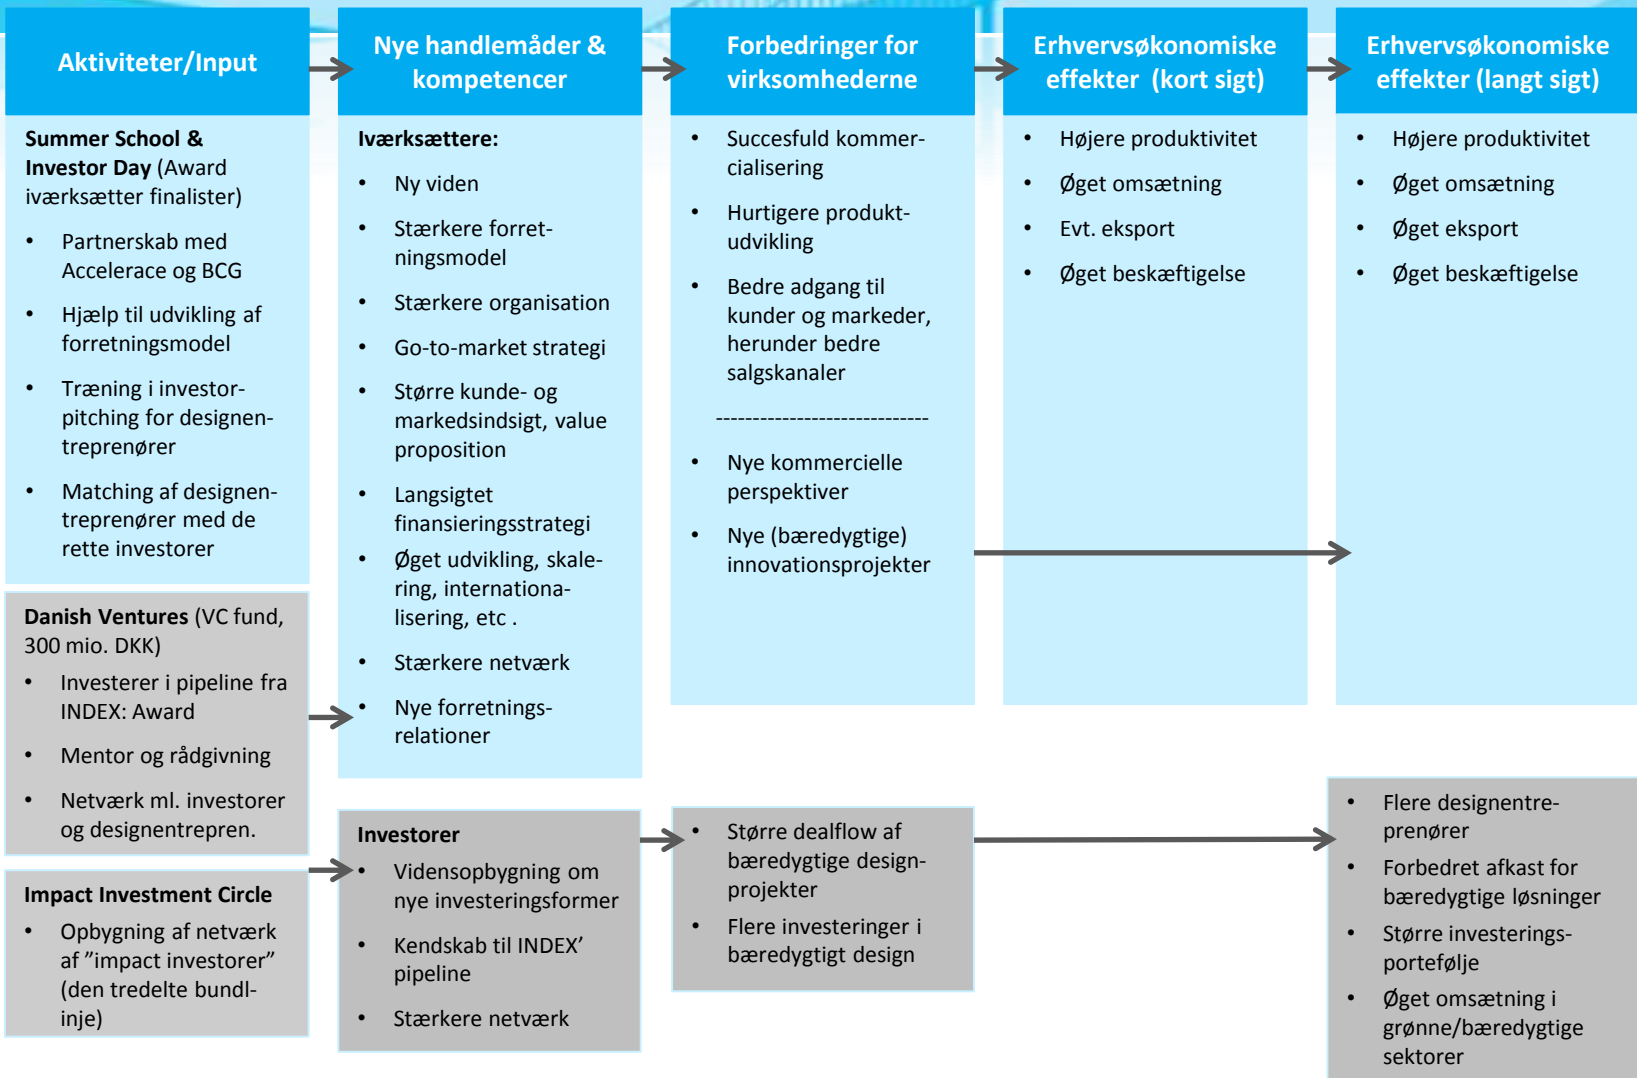 Aktiviteter/Input
Nye handlemåder &
kompetencer
Forbedringer for
virksomhederne
Erhvervsøkonomiske
effekter (kort sigt)
Erhvervsøkonomiske
effekter (langt sigt)
Summer School &
Investor Day (Award
iværksætter finalister)
• Partnerskab med
Accelerace og BCG
• Hjælp til udvikling af
forretningsmodel
• Træning i investor-
pitching for designen-
treprenører
• Matching af designen-
treprenører med de
rette investorer
Danish Ventures (VC fund,
300 mio. DKK)
• Investerer i pipeline fra
INDEX: Award
• Mentor og rådgivning
• Netværk ml. investorer
og designentrepren.
Impact Investment Circle
• Opbygning af netværk
af ”impact investorer”
(den tredelte bundl-
inje)
Iværksættere:
• Ny viden
• Stærkere forret-
ningsmodel
• Stærkere organisation
• Go-to-market strategi
• Større kunde- og
markedsindsigt, value
proposition
• Langsigtet
finansieringsstrategi
• Øget udvikling, skale-
ring, internationa-
lisering, etc .
• Stærkere netværk
• Nye forretnings-
relationer
Investorer
• Vidensopbygning om
nye investeringsformer
• Kendskab til INDEX’
pipeline
• Stærkere netværk
• Succesfuld kommer-
cialisering
• Hurtigere produkt-
udvikling
• Bedre adgang til
kunder og markeder,
herunder bedre
salgskanaler
-----------------------------
• Nye kommercielle
perspektiver
• Nye (bæredygtige)
innovationsprojekter
• Større dealflow af
bæredygtige design-
projekter
• Flere investeringer i
bæredygtigt design
• Højere produktivitet
• Øget omsætning
• Evt. eksport
• Øget beskæftigelse
• Højere produktivitet
• Øget omsætning
• Øget eksport
• Øget beskæftigelse
• Flere designentre-
prenører
• Forbedret afkast for
bæredygtige løsninger
• Større investerings-
portefølje
• Øget omsætning i
grønne/bæredygtige
sektorer